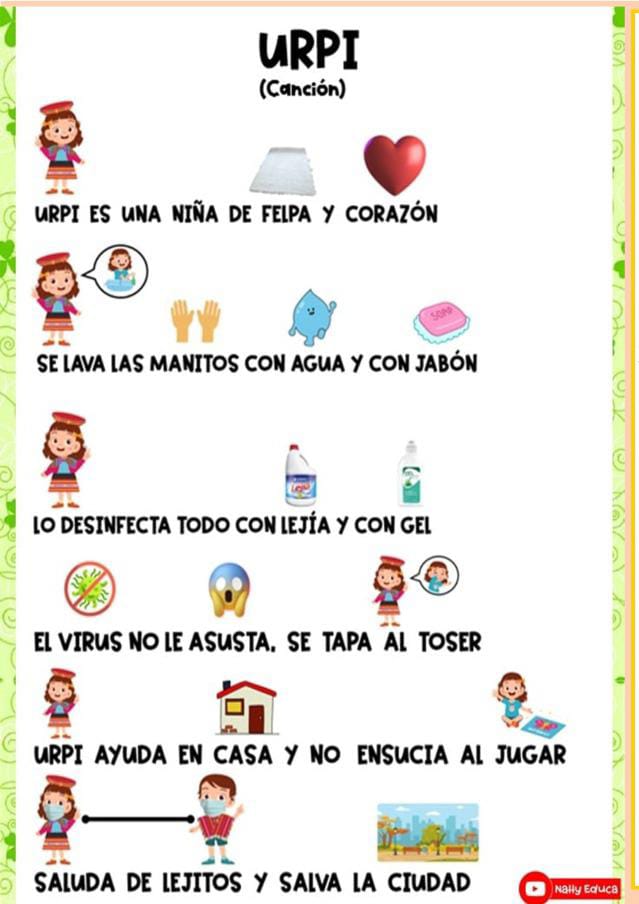 URPI
(Canción)
URPI ES UNA NIÑA DE FELPA Y CORAZÓN
SOAP
SE LAVA LAS MANITOS CON AGUA Y CON JABÓN
LO DESINFECTA TODO CON LEJÍA Y CON GEL
EL VIRUS NO LE ASUSTA, SE TAPA AL TOSER
URPI AYUDA EN CASA Y NO ENSUCIA AL JUGAR
SALUDA DE LEJITOS Y SALVA LA CIUDAD
Nally Educa